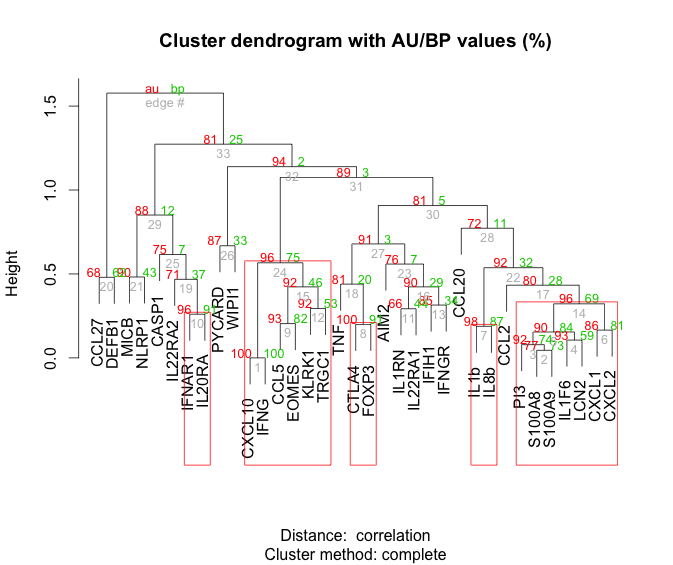 Cluster dendrogram with AU/BP values (%)
au bp
edge #
Height
0.0 0.5 1.0 1.5
81 25
33
94 2
32
89 3
31
81 5
30
88 12
29
72 11
28
91 3
27
87 33
26
75 7
25
96 75
24
76 7
23
92 32
22
90 43
21
68 62
20
71 37
19
81 20
18
80 28
17
90 29
16
92 46
15
96 69
14
85 34
13
92 53
12
66 44
11
96 91
10
93 82
9
100 97
8
98 87
7
86 81
6
90 84
93 59
4
77 73
2
74
3
100 100
1
CCL27
DEFB1
MICB
NLRP1
CASP1
IL22RA2
IFNAR1
IL20RA
PYCARD
WIPI1
CXCL10
IFNG
CCL5
EOMES
KLRK1
TRGC1
TNF
CTLA4
FOXP3
AIM2
IL1RN
IL22RA1
IFIH1
IFNGR
CCL20
IL1b
IL8b
CCL2
PI3
S100A8
S100A9
IL1F6
LCN2
CXCL1
CXCL2
Distance: correlation
Cluster method: complete